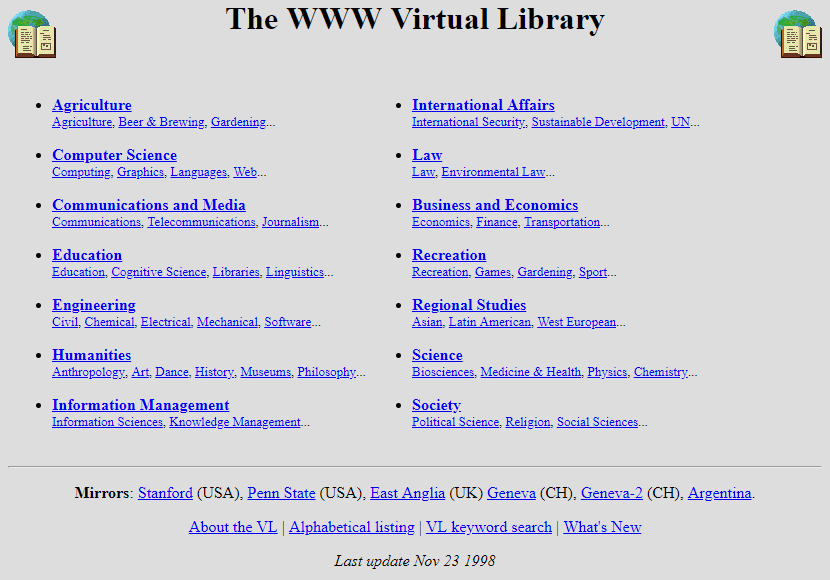 The WWW Virtual Library
Agriculture
Agriculture, Beer & Brewing, Gardening...
Computer Science
Computing, Graphics, Languages, Web...
Communications and Media
Communications, Telecommunications, Journalism...
Education
Education, Cognitive Science, Libraries, Linguistics...
Engineering
Civil, Chemical, Electrical, Mechanical, Software...
Humanities
Anthropology, Art, Dance, History, Museums, Philosophy...
Information Management
Information Sciences, Knowledge Management...
International Affairs
International Security, Sustainable Development, UN...
Law
Law, Environmental Law...
Business and Economics
Economics, Finance, Transportation...
Recreation
Recreation, Games, Gardening, Sport...
Regional Studies
Asian, Latin American, West European...
Science
Biosciences, Medicine & Health, Physics, Chemistry...
Society
Political Science, Religion, Social Sciences...
Mirrors: Stanford (USA), Penn State (USA), East Anglia (UK) Geneva (CH), Geneva-2 (CH), Argentina.
About the VL | Alphabetical listing | VL keyword search | What's New
Last update Nov 23 1998